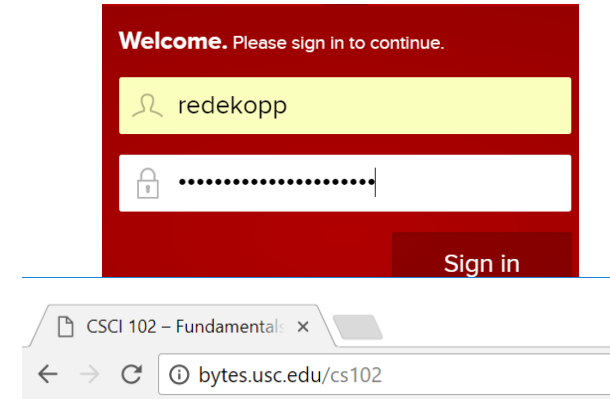 Welcome. Please sign in to continue.
redekopp
Sign in
CSCI 102 – Fundamentals
bytes.usc.edu/cs102